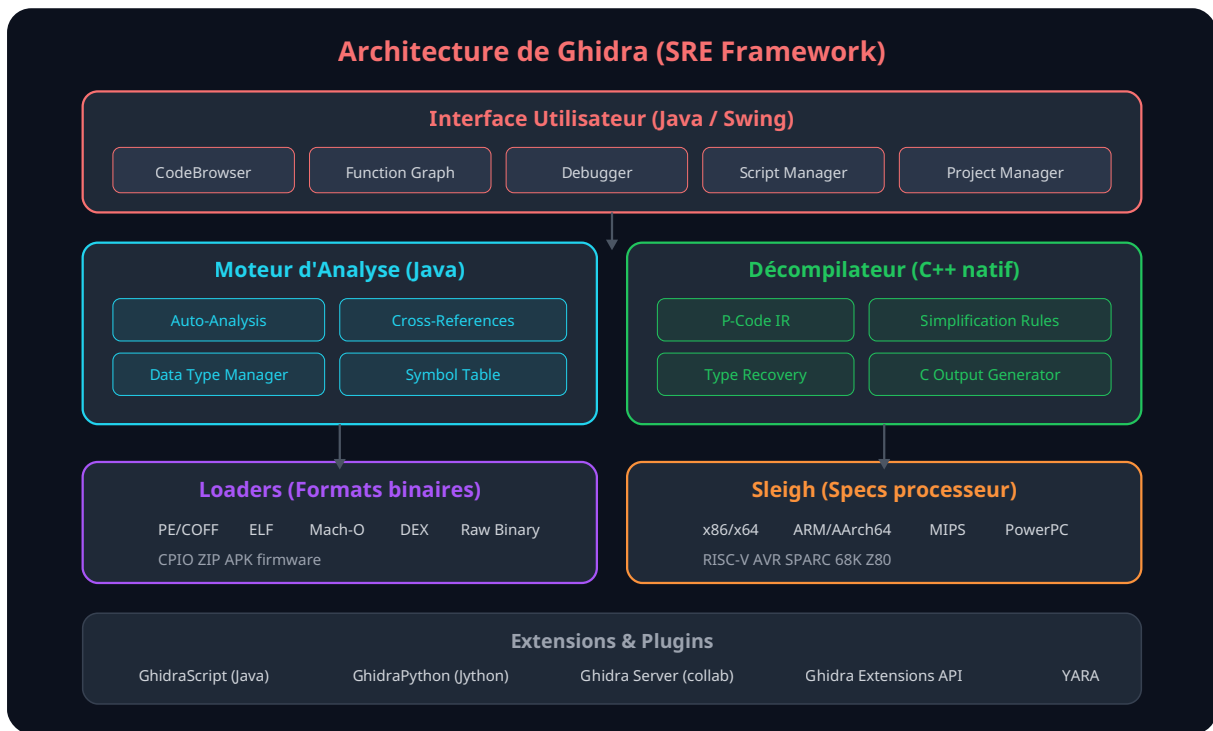 Architecture de Ghidra (SRE Framework)
Interface Utilisateur (Java / Swing)
CodeBrowser
Function Graph
Debugger
Script Manager
Project Manager
Moteur d'Analyse (Java)
Auto-Analysis
Cross-References
Data Type Manager
Symbol Table
Décompilateur (C++ natif)
P-Code IR
Simplification Rules
Type Recovery
C Output Generator
Loaders (Formats binaires)
PE/COFF ELF Mach-O DEX Raw Binary
CPIO ZIP APK firmware
Sleigh (Specs processeur)
x86/x64 ARM/AArch64 MIPS PowerPC
RISC-V AVR SPARC 68K Z80
Extensions & Plugins
GhidraScript (Java) GhidraPython (Jython) Ghidra Server (collab) Ghidra Extensions API YARA